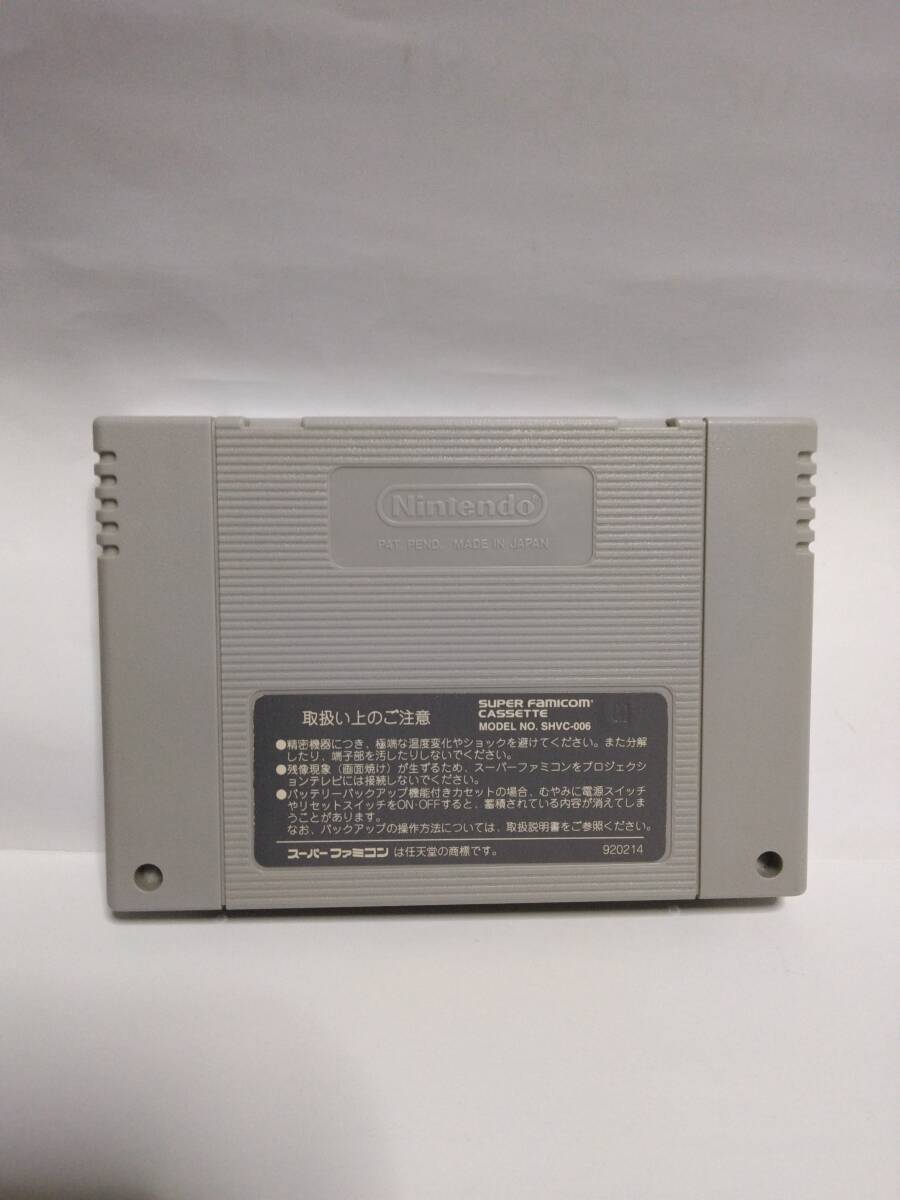 Nintendo®
PAT. PEND. MADE IN JAPAN
取扱い上のご注意
SUPER FAMICOM™
CASSETTE
MODEL NO. SHVC-006
●精密機器につき、極端な温度変化やショックを避けてください。また分解
したり、端子部を汚したりしないでください。
●残像現象（画面焼け）が生ずるため、スーパーファミコンをプロジェクシ
ョンテレビには接続しないでください。
●バッテリーバックアップ機能付きカセットの場合、むやみに電源スイッチ
やリセットスイッチをON・OFFすると、蓄積されている内容が消えてしま
うことがあります。
なお、バックアップの操作方法については、取扱説明書をご参照ください。
スーパーファミコン は任天堂の商標です。
920214